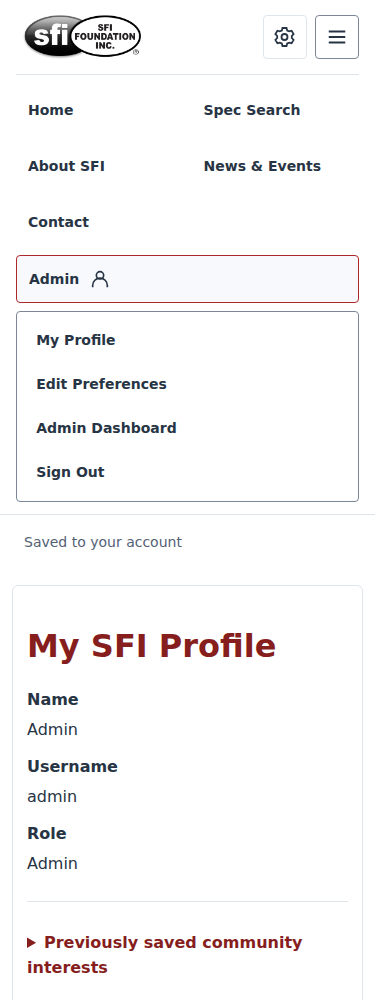 sfi
SFI
FOUNDATION
INC.
®
Home
Spec Search
About SFI
News & Events
Contact
Admin
My Profile
Edit Preferences
Admin Dashboard
Sign Out
Saved to your account
My SFI Profile
Name
Admin
Username
admin
Role
Admin
Previously saved community
interests